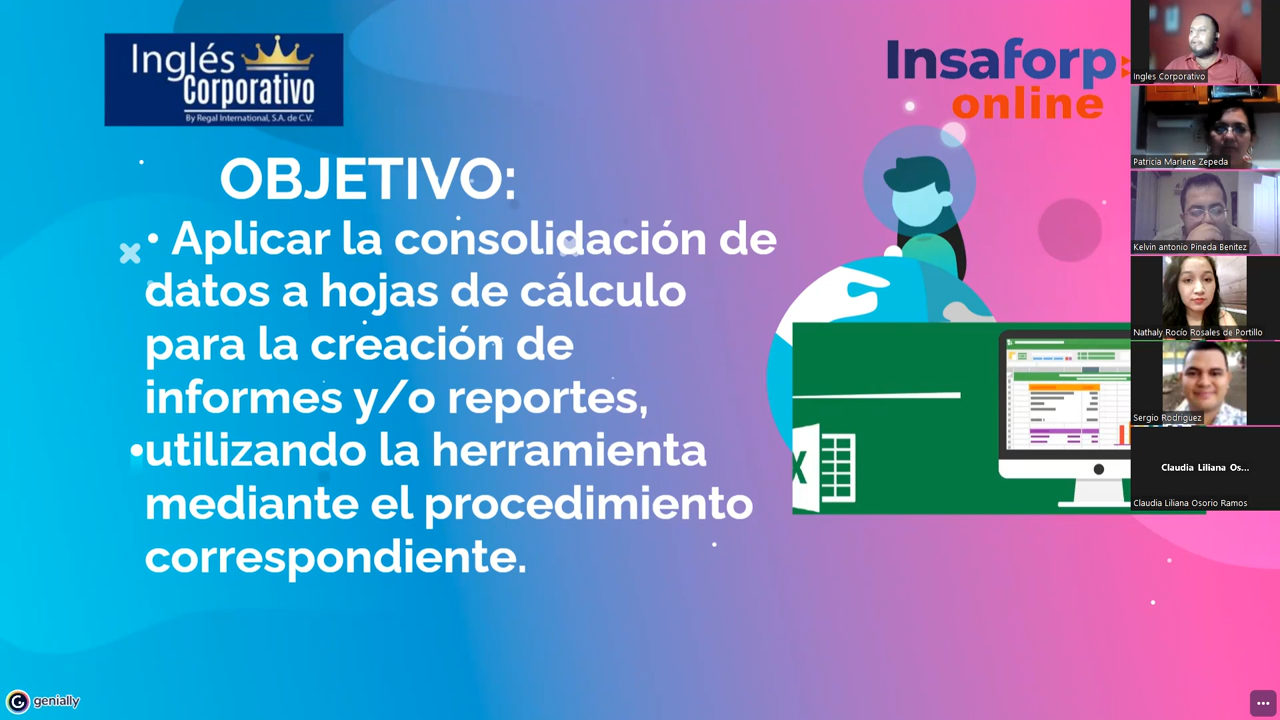 Inglés
Corporativo
By Regal International, S.A. de C.V.
Insaforp
online
OBJETIVO:
• Aplicar la consolidación de
datos a hojas de cálculo
para la creación de
informes y/o reportes,
•utilizando la herramienta
mediante el procedimiento
correspondiente.
X
Ingles Corporativo
Patricia Marlene Zepeda
Kelvin antonio Pineda Benitez
Nathaly Rocío Rosales de Portillo
Sergio Rodriguez
Claudia Liliana Os...
Claudia Liliana Osorio Ramos
genially